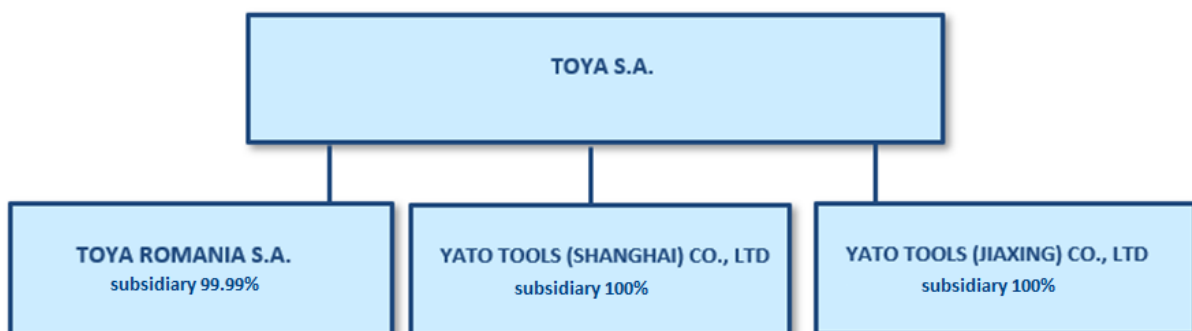 TOYA S.A.
TOYA ROMANIA S.A.
subsidiary 99.99%
YATO TOOLS (SHANGHAI) CO., LTD
subsidiary 100%
YATO TOOLS (JIAXING) CO., LTD
subsidiary 100%